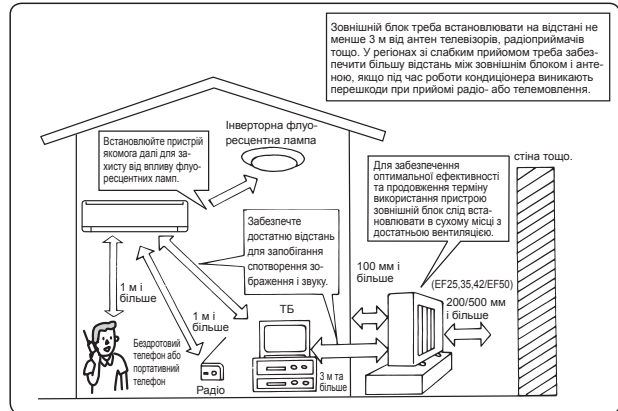 Зовнішній блок треба встановлювати на відстані не
менше 3 м від антен телевізорів, радіоприймачів
тощо. У регіонах зі слабким прийомом треба забез-
печити більшу відстань між зовнішнім блоком і анте-
ною, якщо під час роботи кондиціонера виникають
перешкоди при прийомі радіо- або телемовлення.
Інверторна флуо-
ресцентна лампа
Встановлюйте пристрій
якомога далі для за-
хисту від впливу флуо-
ресцентних ламп.
стіна тощо.
Для забезпечення
оптимальної ефективності
та продовження терміну
використання пристрою
зовнішній блок слід вста-
новлювати в сухому місці з
достатньою вентиляцією.
Забезпечте
достатню відстань
для запобігання
спотворення зо-
браження і звуку.
100 мм і
більше
(EF25,35,42/EF50)
200/500 мм
і більше
1 м і
більше
1 м і
більше
ТБ
Бездротовий
телефон або
портативний
телефон
Радіо
3 м та
більше